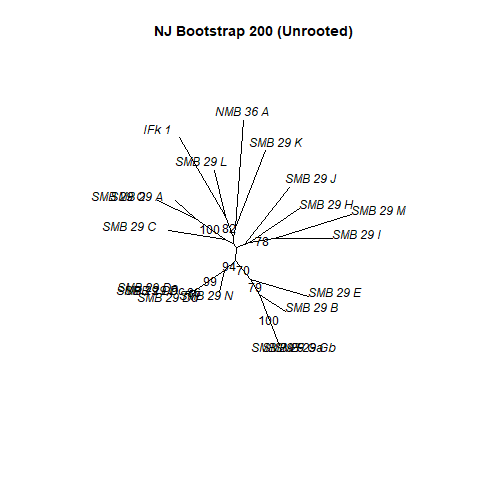 NJ Bootstrap 200 (Unrooted)
NMB 36 A
IFk 1
SMB 29 K
SMB 29 L
SMB 29 J
SMB 29 A
SMB 29 H
SMB 29 M
SMB 29 C
100
82
78
SMB 29 I
94
70
99
79
SMB 29 N
SMB 29 E
SMB 29 B
100
Gb